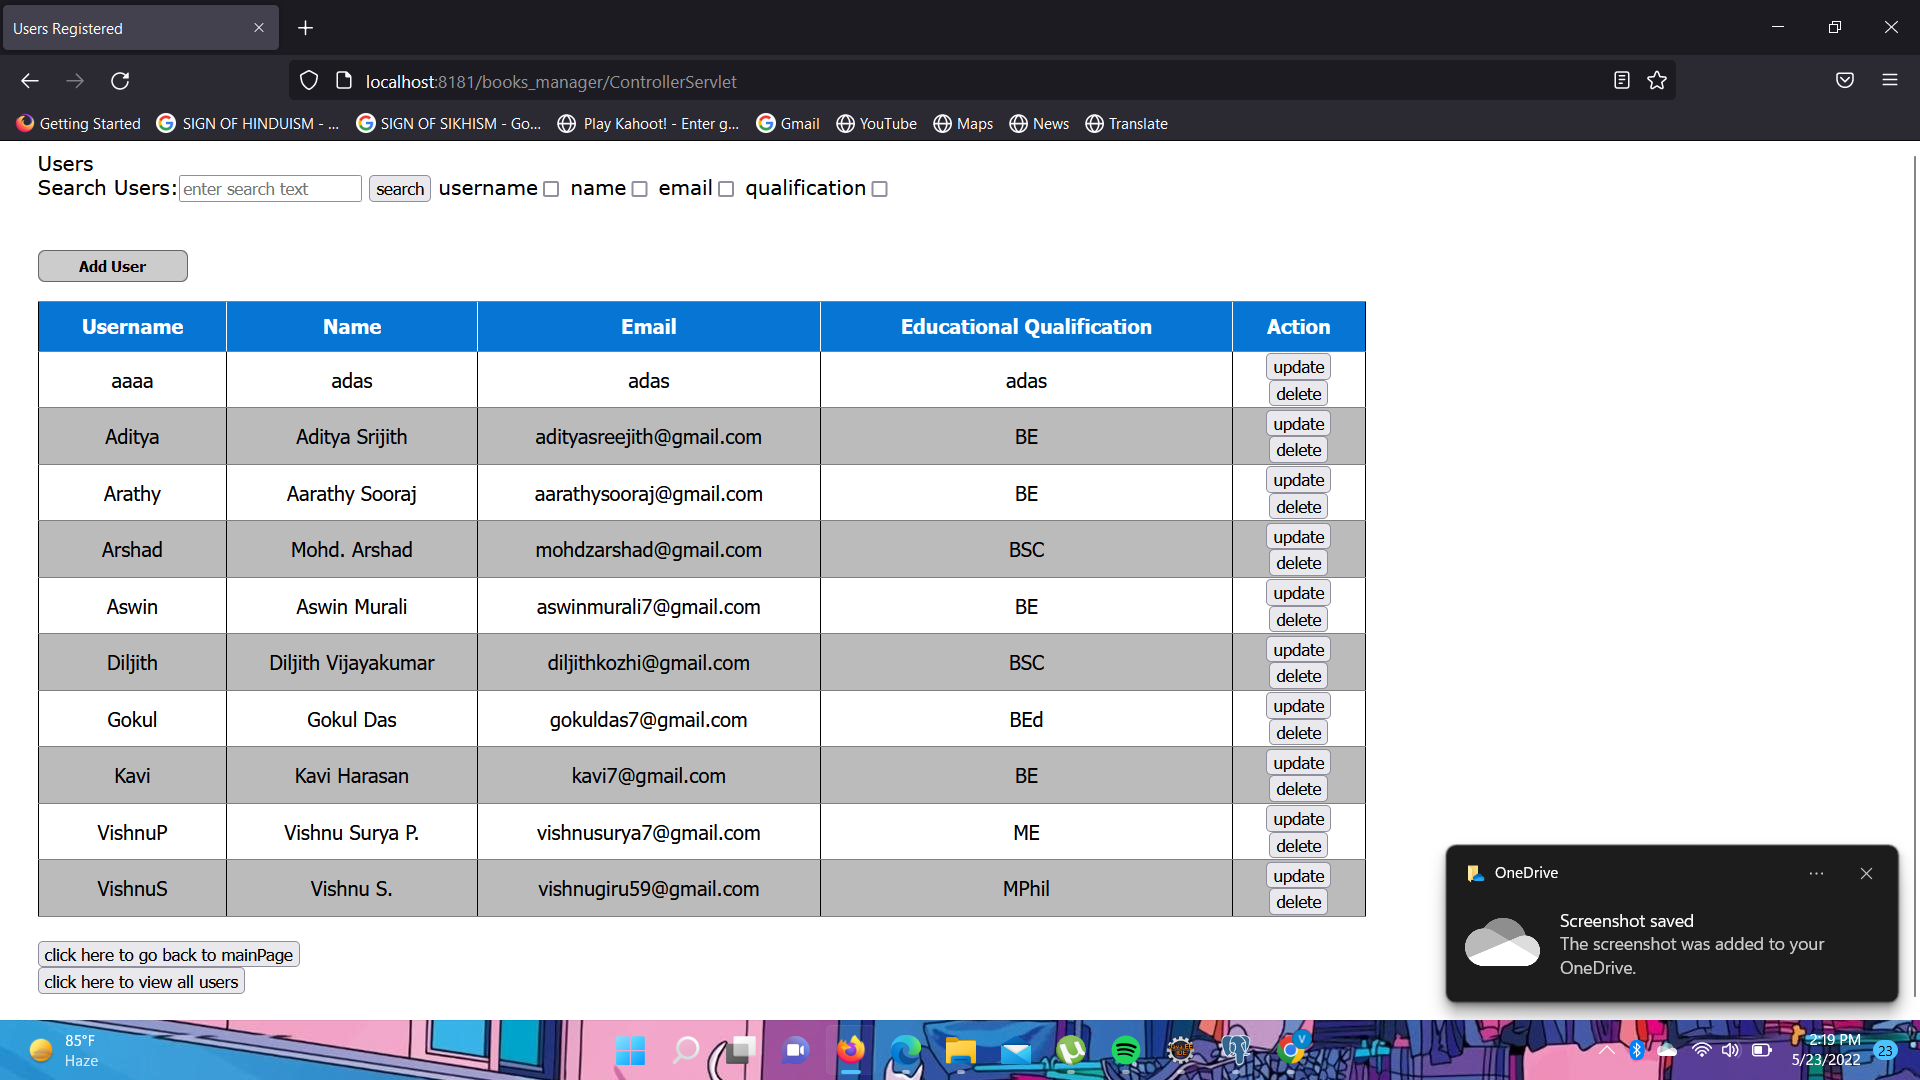 Users Registered
localhost:8181/books_manager/ControllerServlet
Getting Started SIGN OF HINDUISM - ... SIGN OF SIKHISM - Go... Play Kahoot! - Enter g... Gmail YouTube Maps News Translate
Users
Search Users: enter search text search username name email qualification
Add User
Username Name Email Educational Qualification Action
aaaa adas adas adas update
delete
Aditya Aditya Srijith adityasreejith@gmail.com BE update
delete
Arathy Aarathy Sooraj aarathysooraj@gmail.com BE update
delete
Arshad Mohd. Arshad mohdzarshad@gmail.com BSC update
delete
Aswin Aswin Murali aswinmurali7@gmail.com BE update
delete
Diljith Diljith Vijayakumar diljithkozhi@gmail.com BSC update
delete
Gokul Gokul Das gokuldas7@gmail.com BEd update
delete
Kavi Kavi Harasan kavi7@gmail.com BE update
delete
VishnuP Vishnu Surya P. vishnusurya7@gmail.com ME update
delete
VishnuS Vishnu S. vishnugiru59@gmail.com MPhil update
delete
click here to go back to mainPage
click here to view all users
OneDrive
Screenshot saved
The screenshot was added to your
OneDrive.
85°F
Haze
2:19 PM
5/23/2022
23